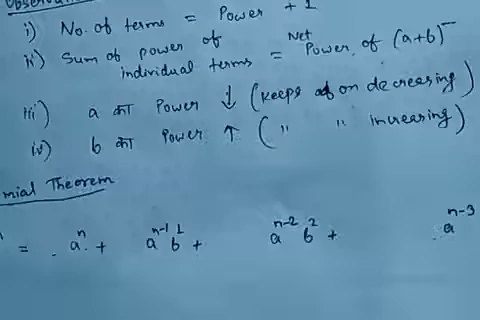 i) No. of terms = Power + 1
ii) Sum of power of individual terms = Net Power of (a+b)
iii) a का Power ↓ (keeps on decreasing)
iv) b का Power ↑ ( " " increasing)
mial Theorem
= a^n + a^{n-1} b^1 + a^{n-2} b^2 + a^{n-3}